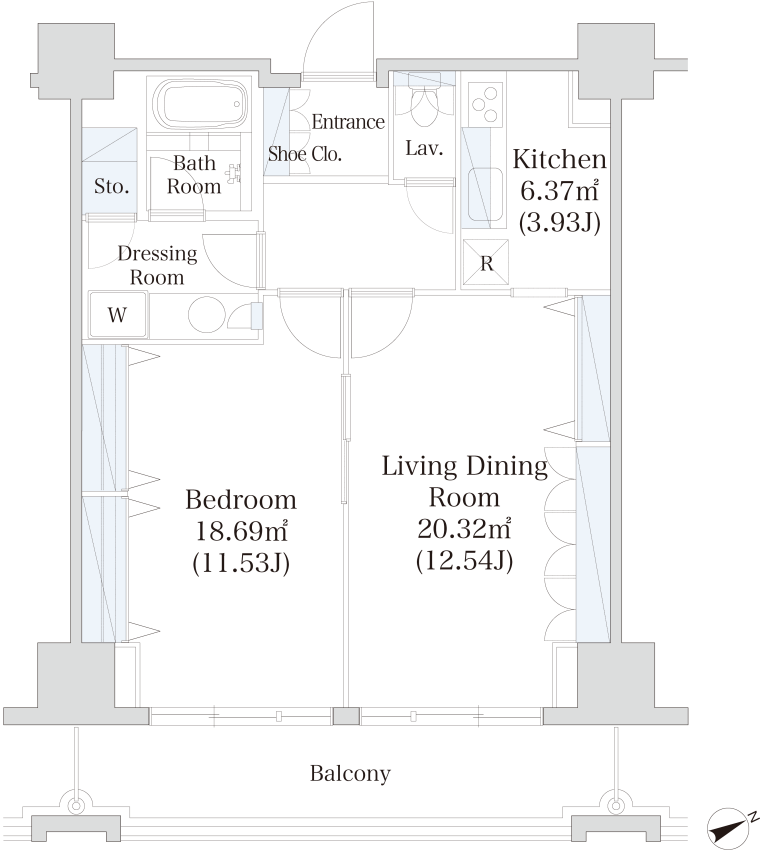 Entrance
Shoe Clo.
Lav.
Kitchen
6.37㎡
(3.93J)
Bath
Room
Sto.
Dressing
Room
R
W
Living Dining
Room
20.32㎡
(12.54J)
Bedroom
18.69㎡
(11.53J)
Balcony
N